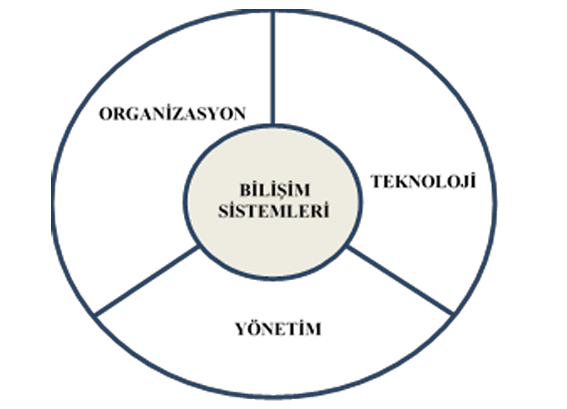 ORGANİZASYON
TEKNOLOJİ
BİLİŞİM
SİSTEMLERİ
YÖNETİM